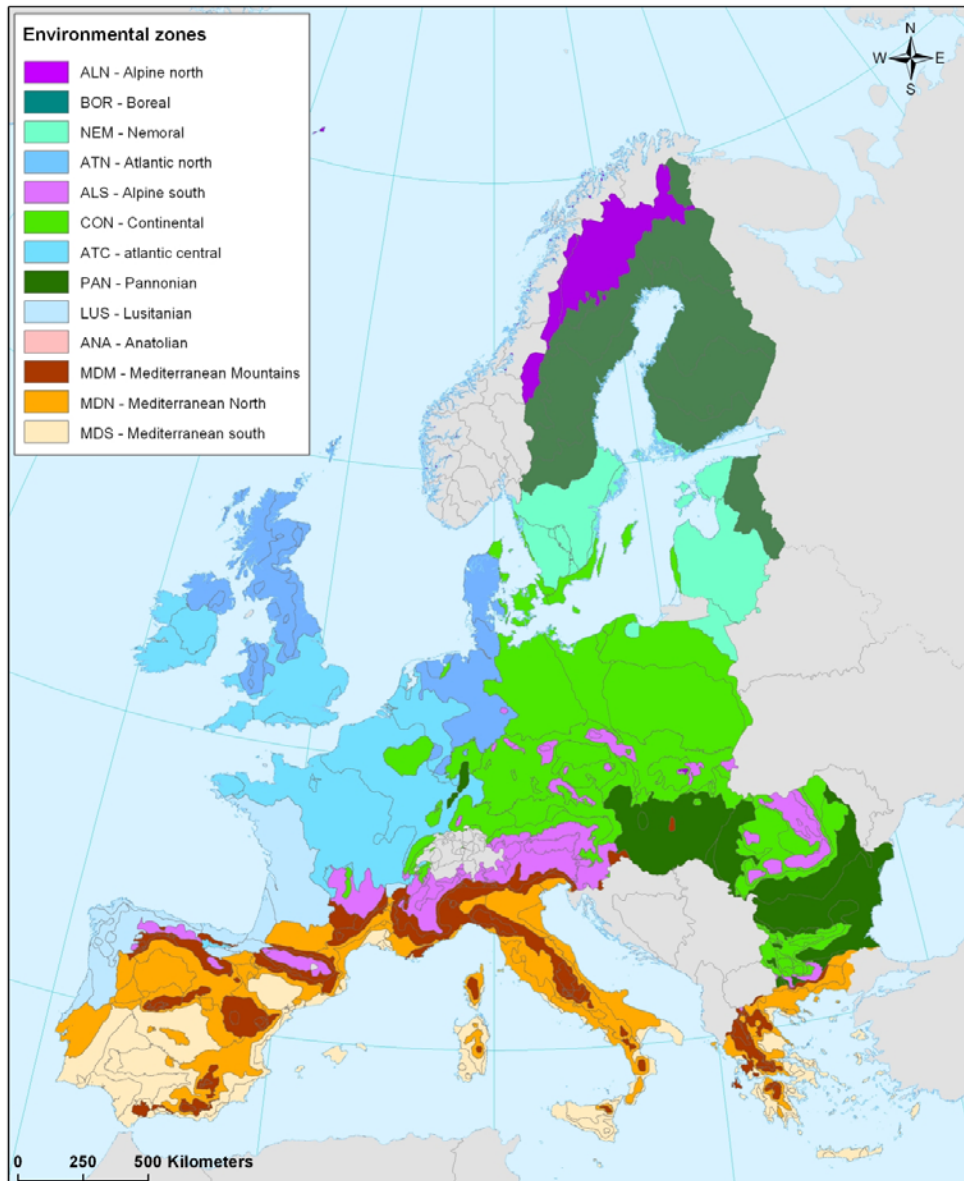 Environmental zones
ALN - Alpine north
BOR - Boreal
NEM - Nemoral
ATN - Atlantic north
ALS - Alpine south
CON - Continental
ATC - atlantic central
PAN - Pannonian
LUS - Lusitanian
ANA - Anatolian
MDM - Mediterranean Mountains
MDN - Mediterranean North
MDS - Mediterranean south
N
W E
S
0 250 500 Kilometers